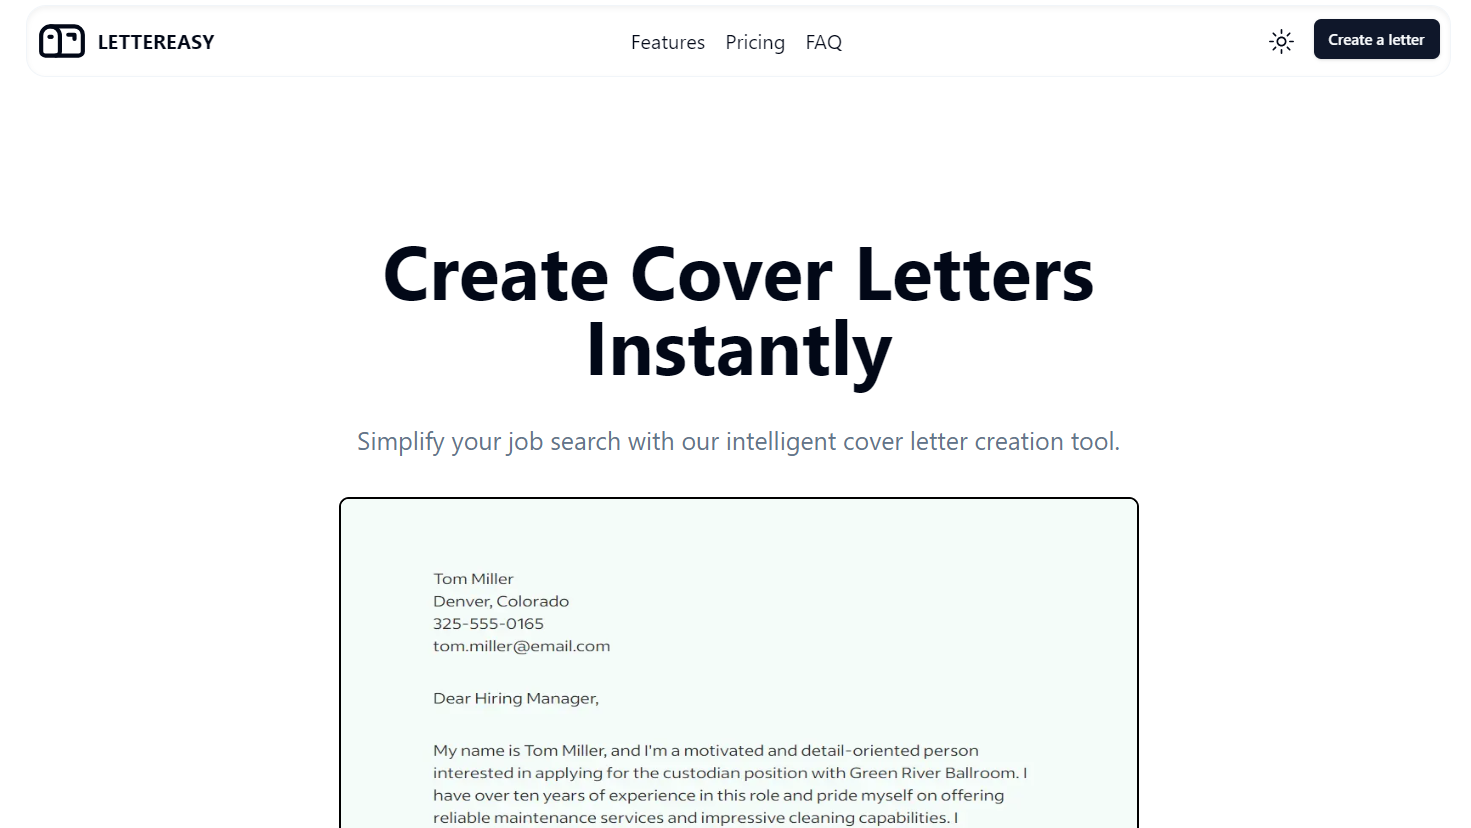 LETTEREASY
Features Pricing FAQ
Create a letter
Create Cover Letters
Instantly
Simplify your job search with our intelligent cover letter creation tool.
Tom Miller
Denver, Colorado
325-555-0165
tom.miller@email.com
Dear Hiring Manager,
My name is Tom Miller, and I'm a motivated and detail-oriented person
interested in applying for the custodian position with Green River Ballroom. I
have over ten years of experience in this role and pride myself on offering
reliable maintenance services and impressive cleaning capabilities. I